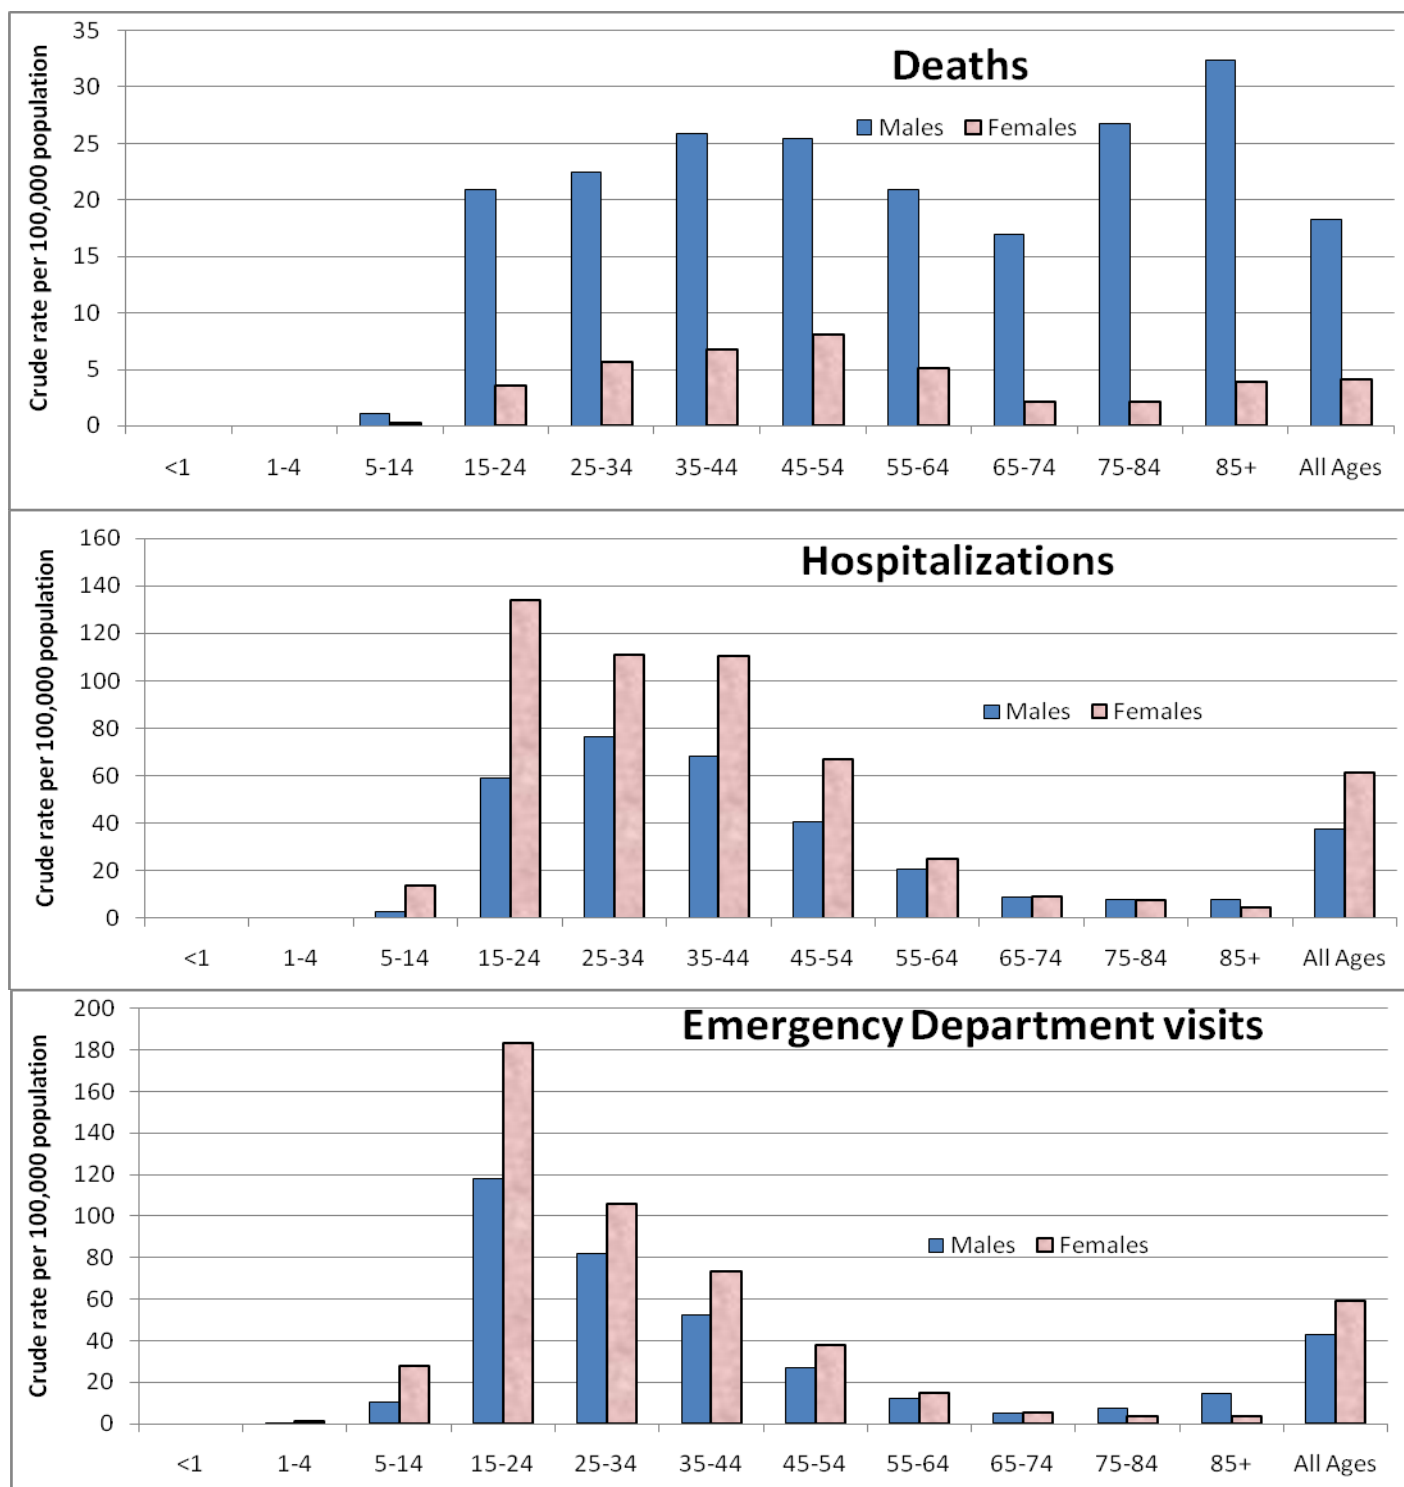 Deaths
Crude rate per 100,000 population
35
30
25
20
15
10
5
0
Males Females
<1 1-4 5-14 15-24 25-34 35-44 45-54 55-64 65-74 75-84 85+ All Ages
Hospitalizations
Crude rate per 100,000 population
160
140
120
100
80
60
40
20
0
Males Females
<1 1-4 5-14 15-24 25-34 35-44 45-54 55-64 65-74 75-84 85+ All Ages
Emergency Department visits
Crude rate per 100,000 population
200
180
160
140
120
100
80
60
40
20
0
Males Females
<1 1-4 5-14 15-24 25-34 35-44 45-54 55-64 65-74 75-84 85+ All Ages